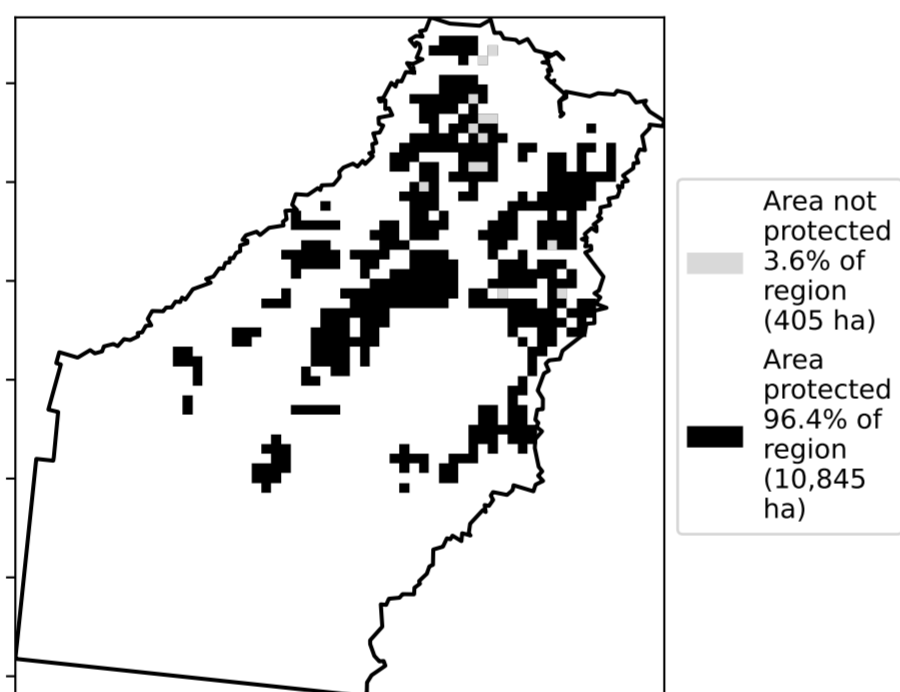 Area not
protected
3.6% of
region
(405 ha)
Area
protected
96.4% of
region
(10,845
ha)